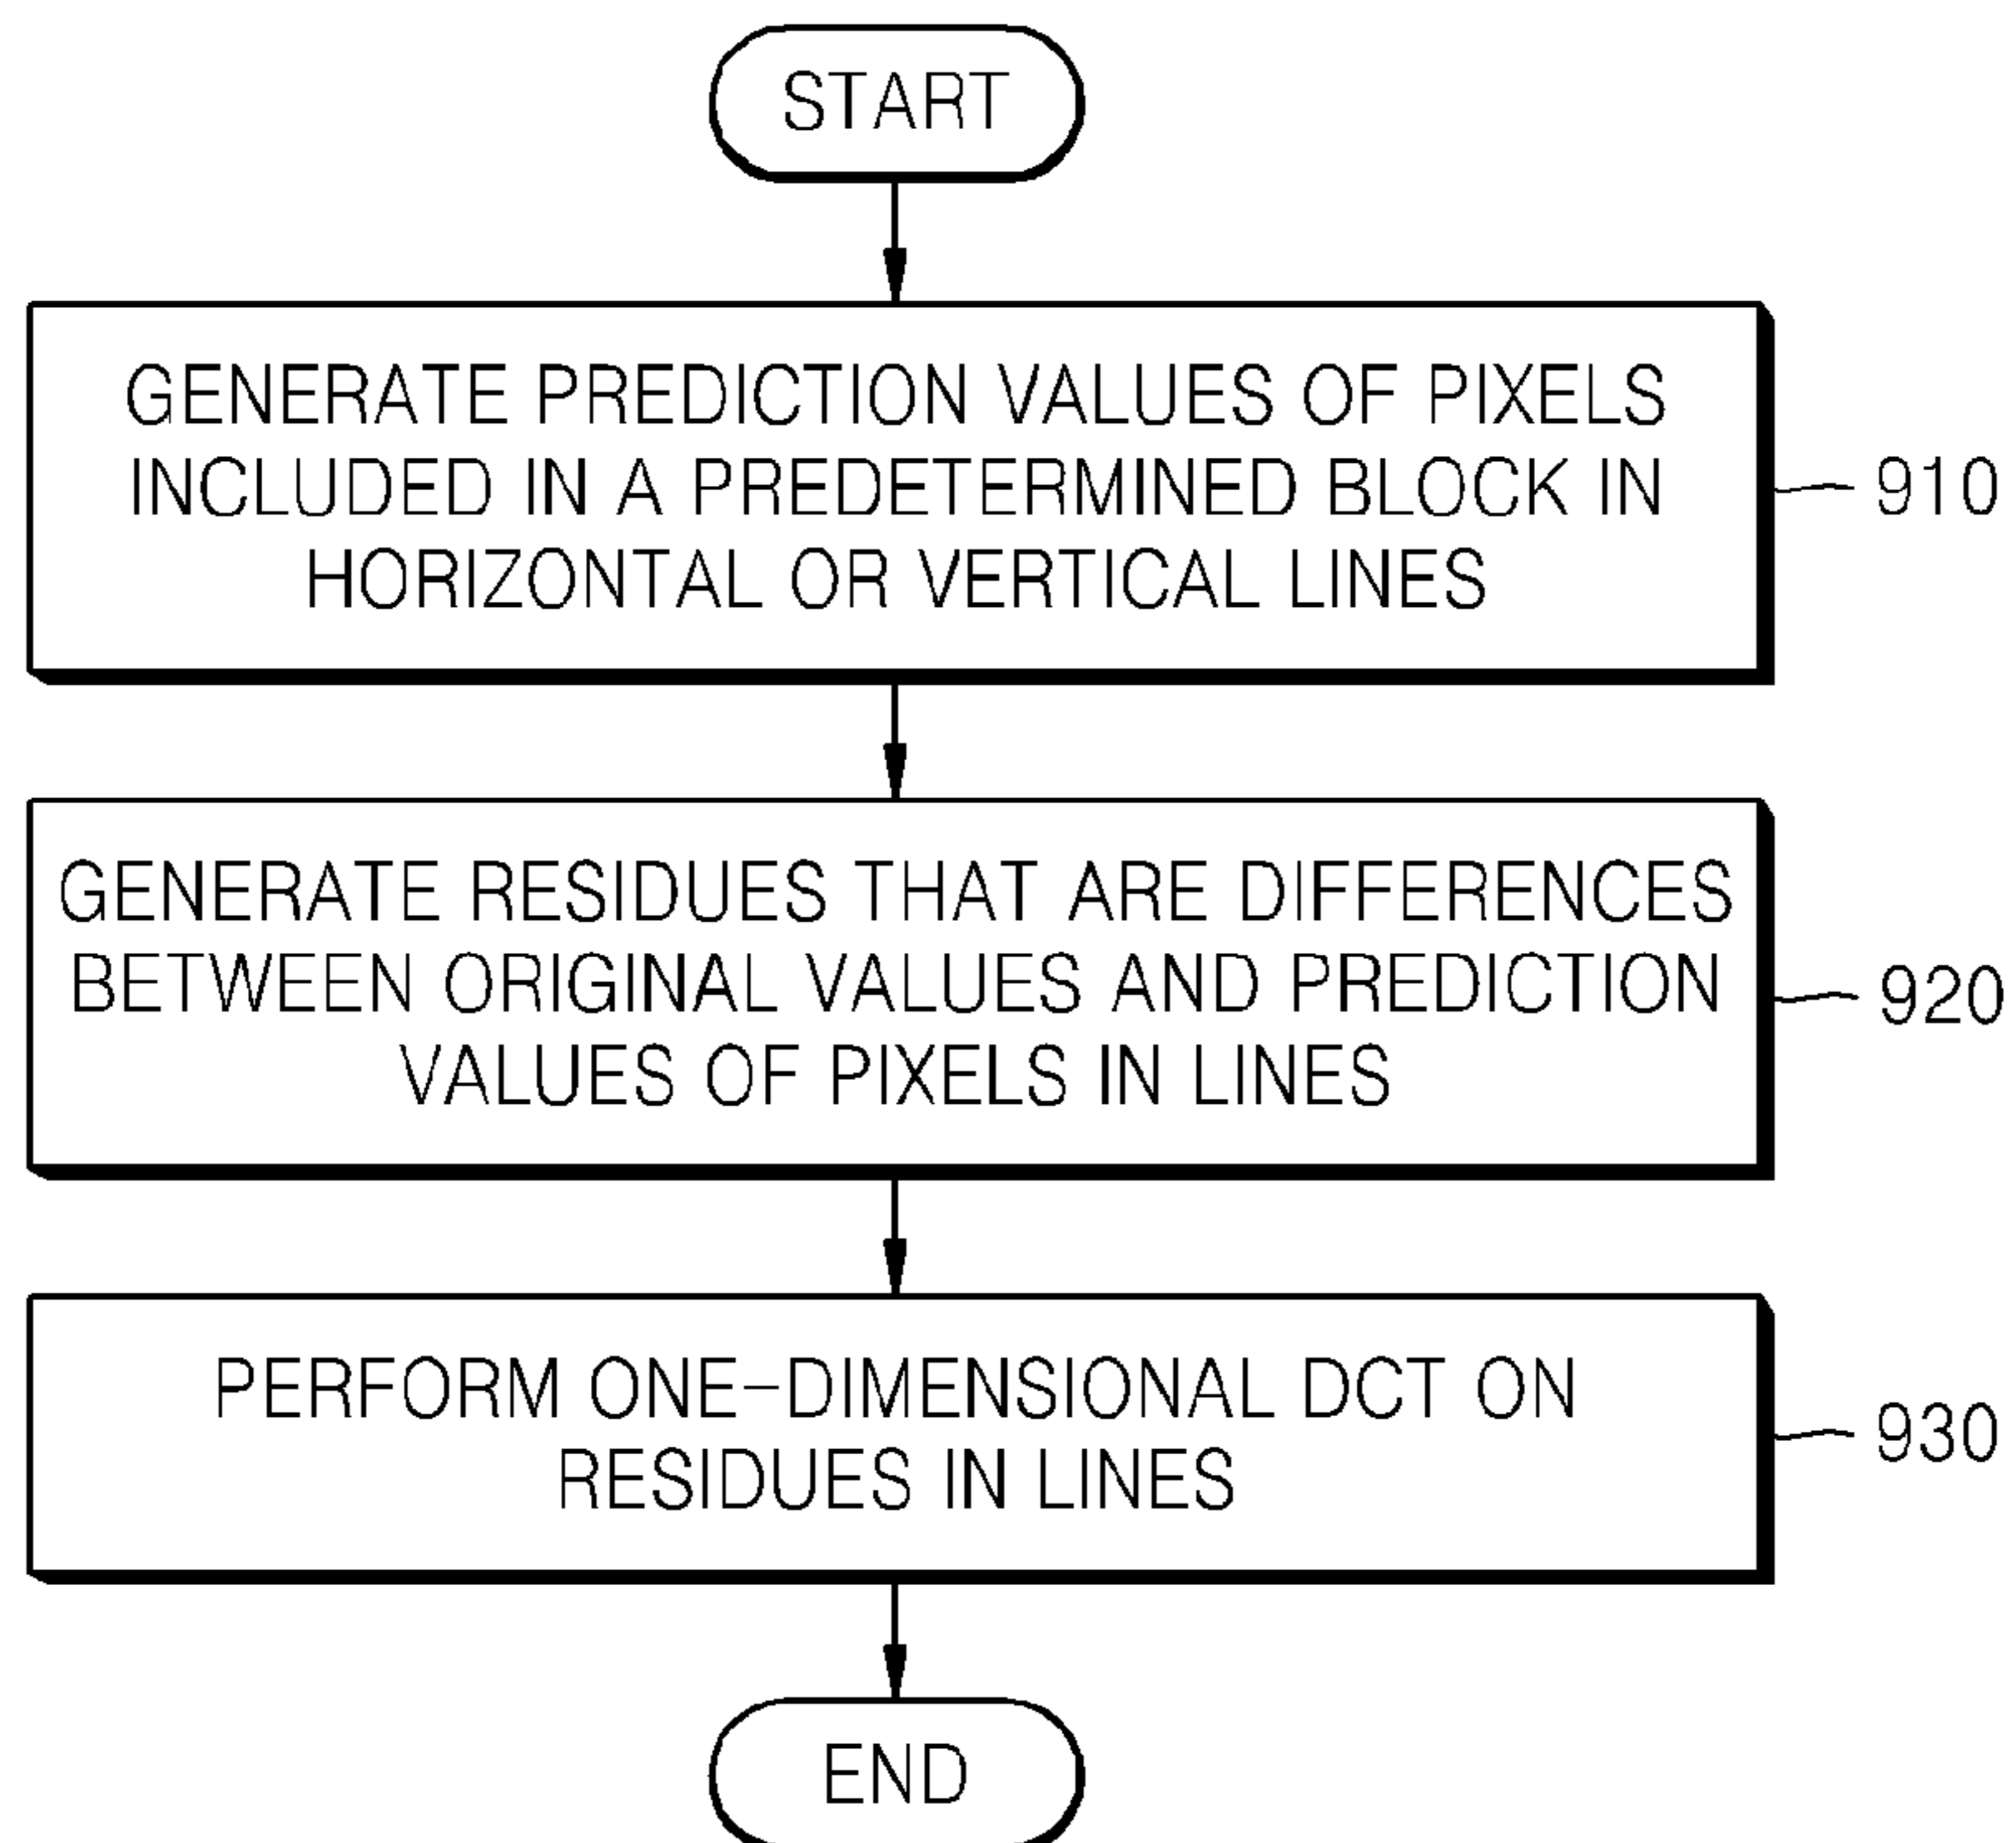 START
GENERATE PREDICTION VALUES OF PIXELS
INCLUDED IN A PREDETERMINED BLOCK IN
HORIZONTAL OR VERTICAL LINES
910
GENERATE RESIDUES THAT ARE DIFFERENCES
BETWEEN ORIGINAL VALUES AND PREDICTION
VALUES OF PIXELS IN LINES
920
PERFORM ONE-DIMENSIONAL DCT ON
RESIDUES IN LINES
930
END